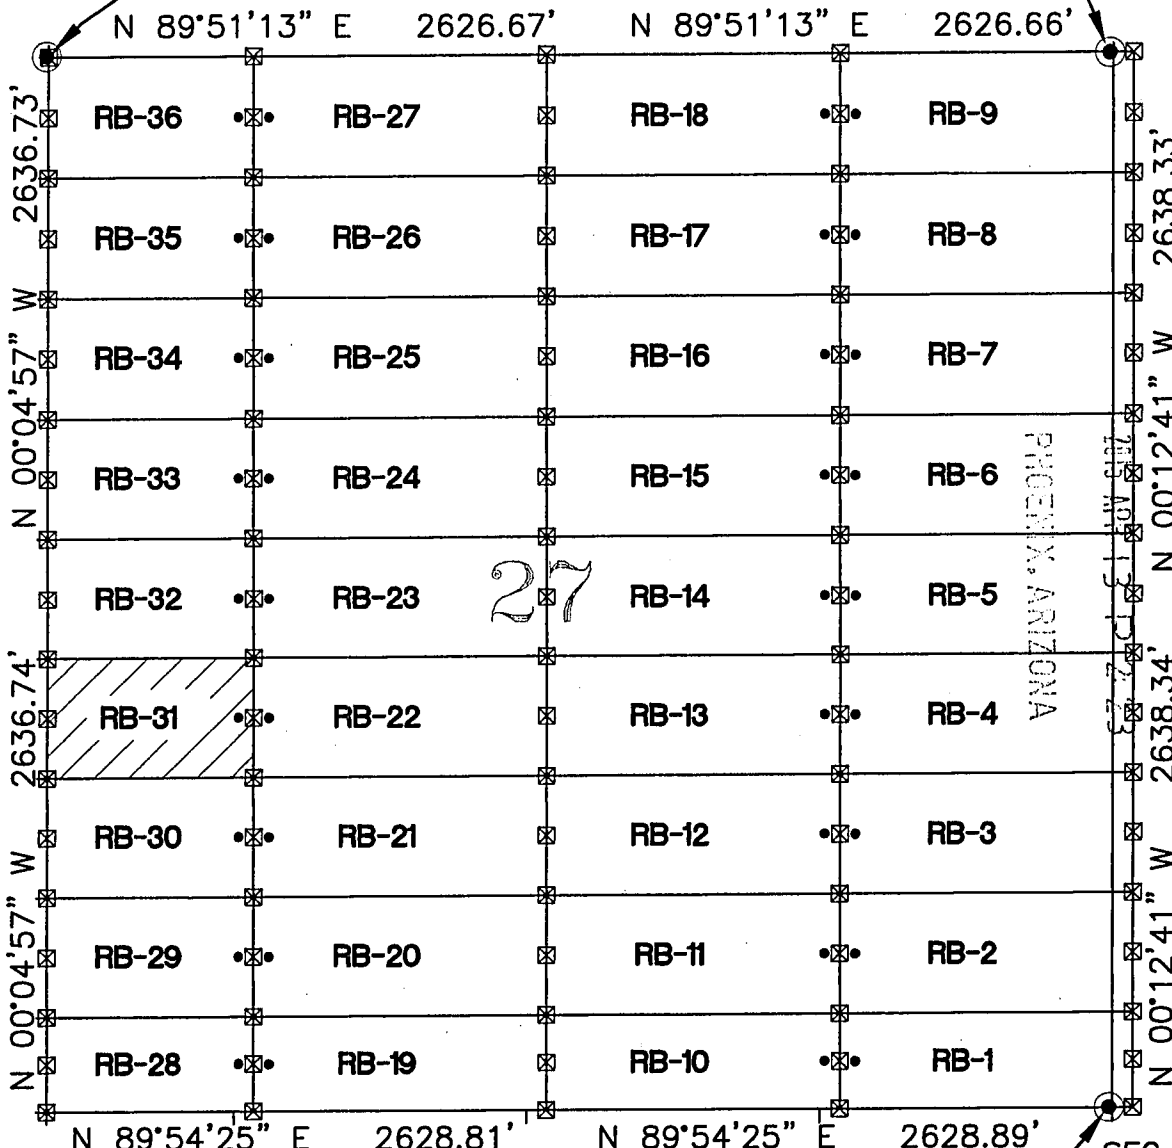 N 89°51'13" E 2626.67' N 89°51'13" E 2626.66'
2636.73'
N 00°04'57" W
2636.74'
N 00°04'57" W
RB-36 RB-27 RB-18 RB-9
RB-35 RB-26 RB-17 RB-8
RB-34 RB-25 RB-16 RB-7
RB-33 RB-24 RB-15 RB-6
RB-32 RB-23 27 RB-14 RB-5
RB-31 RB-22 RB-13 RB-4
RB-30 RB-21 RB-12 RB-3
RB-29 RB-20 RB-11 RB-2
RB-28 RB-19 RB-10 RB-1
2638.33'
N 00°12'41" W
2638.34'
N 00°12'41" W
PHOENIX, ARIZONA
13 P 2:23
N 89°54'25" E 2628.81' N 89°54'25" E 2628.89'